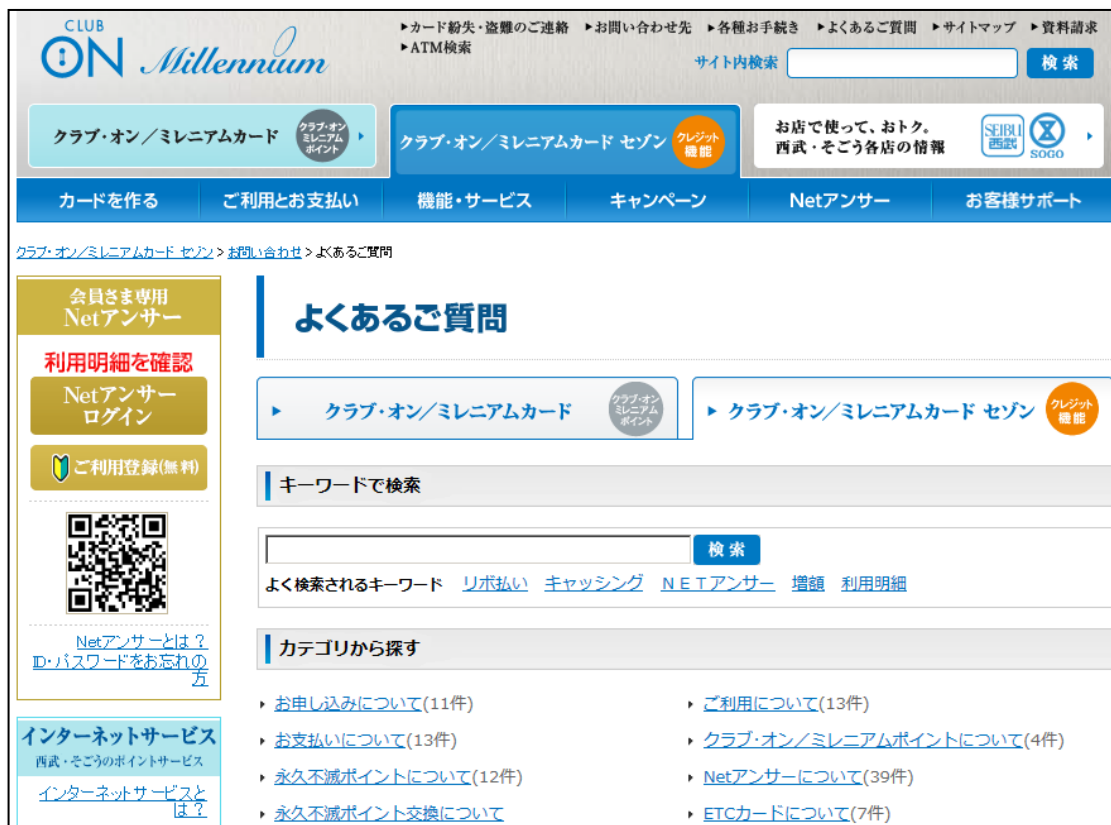 CLUB
ON Millennium
カード紛失・盗難のご連絡 お問い合わせ先 各種お手続き よくあるご質問 サイトマップ 資料請求
ATM検索
サイト内検索 検索
クラブ・オン／ミレニアムカード クラブ・オン ミレニアム ポイント
クラブ・オン／ミレニアムカード セゾン クレジット 機能
お店で使って、おトク。
西武・そごう各店の情報
SEIBU 西武 SOGO
カードを作る ご利用とお支払い 機能・サービス キャンペーン Netアンサー お客様サポート
クラブ・オン／ミレニアムカード セゾン > お問い合わせ > よくあるご質問
会員さま専用
Netアンサー
利用明細を確認
Netアンサー
ログイン
ご利用登録(無料)
Netアンサーとは？
ID・パスワードをお忘れの
方
インターネットサービス
西武・そごうのポイントサービス
インターネットサービスと
は？
よくあるご質問
クラブ・オン／ミレニアムカード クラブ・オン ミレニアム ポイント
クラブ・オン／ミレニアムカード セゾン クレジット 機能
キーワードで検索
検索
よく検索されるキーワード リボ払い キャッシング ＮＥＴアンサー 増額 利用明細
カテゴリから探す
お申し込みについて(11件) ご利用について(13件)
お支払いについて(13件) クラブ・オン／ミレニアムポイントについて(4件)
永久不滅ポイントについて(12件) Netアンサーについて(39件)
永久不滅ポイント交換について ETCカードについて(7件)